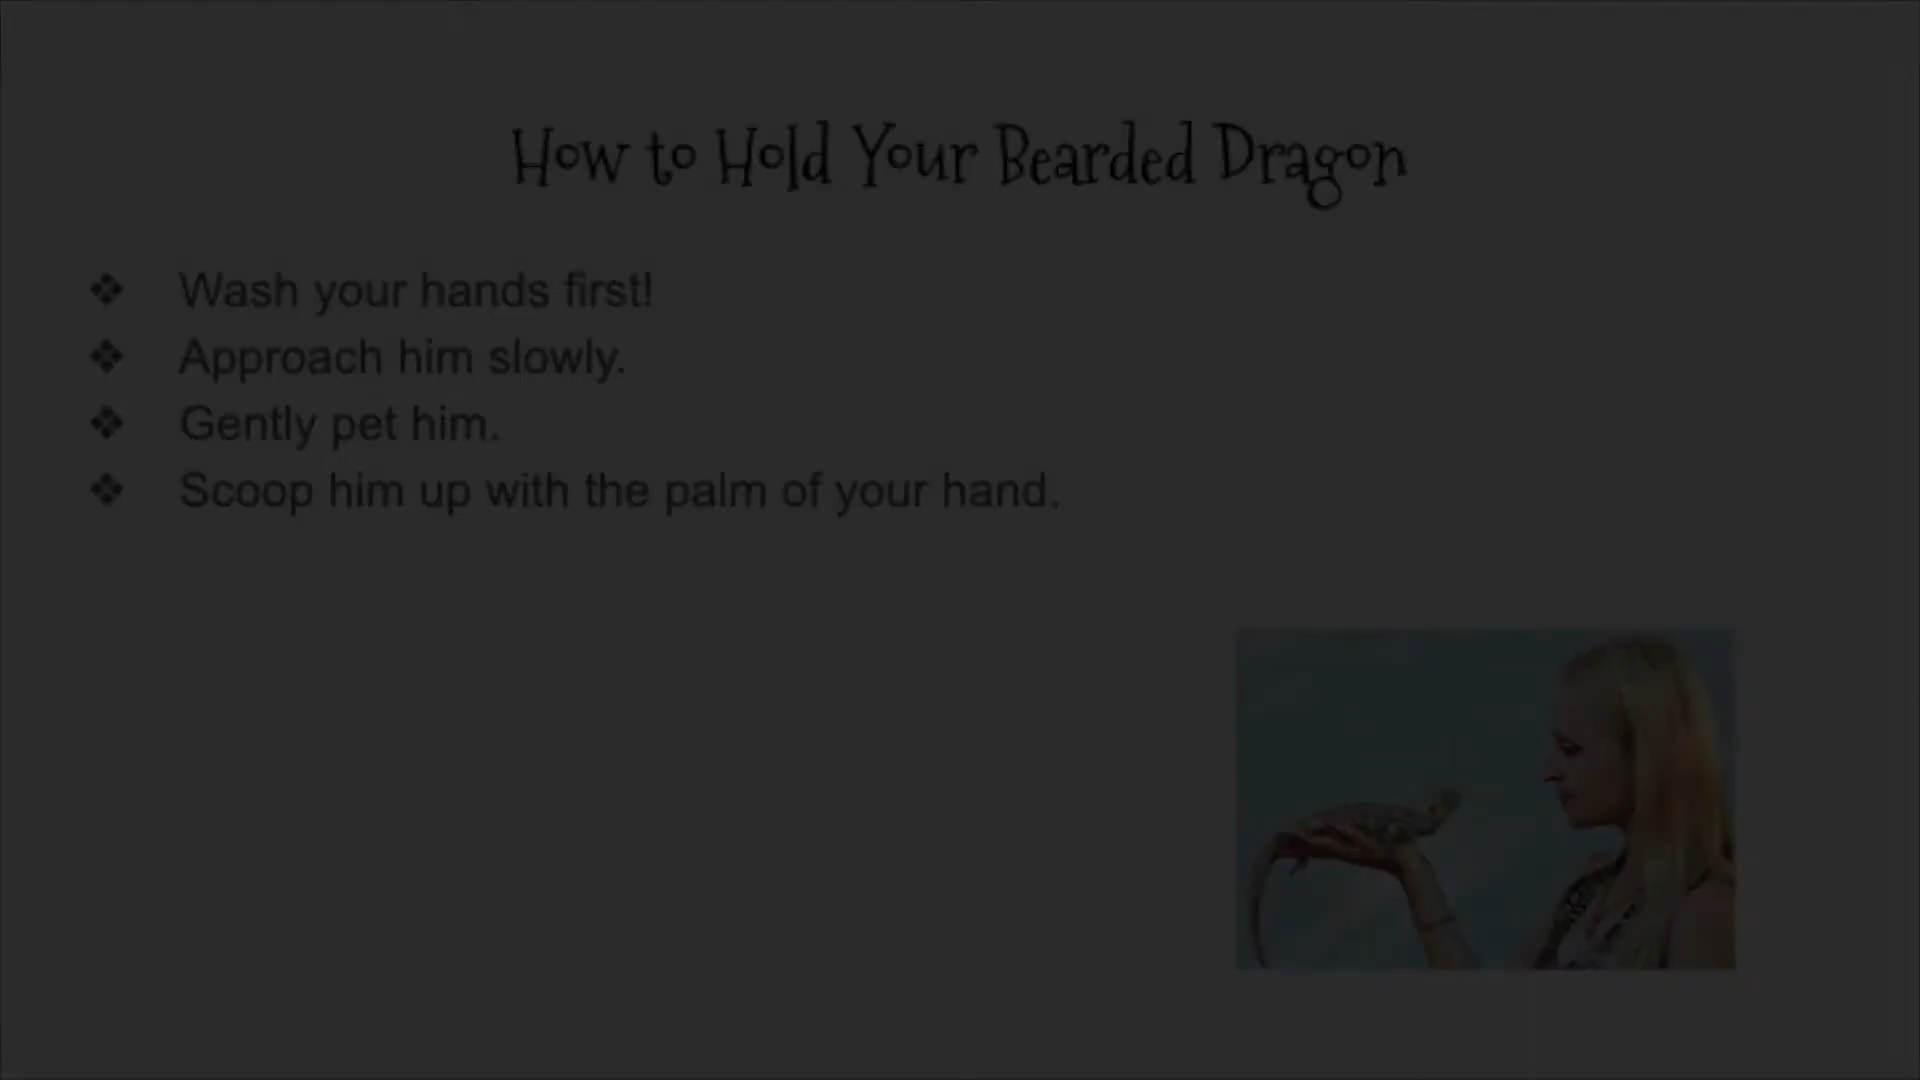 How to Hold Your Bearded Dragon
❖ Wash your hands first!
❖ Approach him slowly.
❖ Gently pet him.
❖ Scoop him up with the palm of your hand.